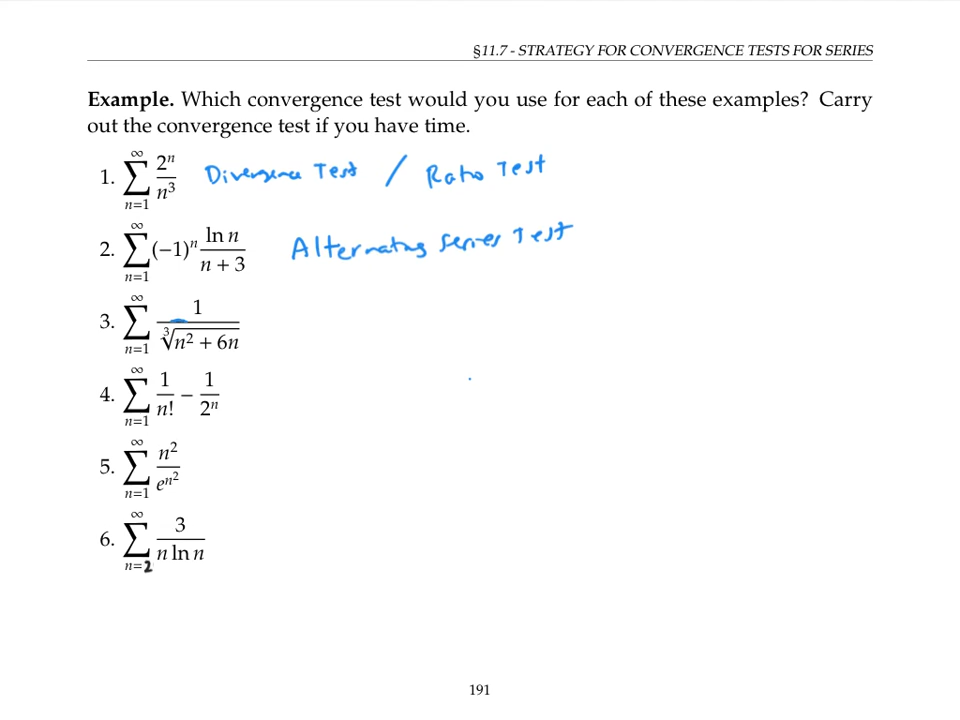 §11.7 - STRATEGY FOR CONVERGENCE TESTS FOR SERIES
Example. Which convergence test would you use for each of these examples? Carry
out the convergence test if you have time.
1. ∑_{n=1}^{∞} 2^n / n^3 Divergence Test / Ratio Test
2. ∑_{n=1}^{∞} (−1)^n ln n / (n + 3) Alternating Series Test
3. ∑_{n=1}^{∞} 1 / ∛(n^2 + 6n)
4. ∑_{n=1}^{∞} 1/n! − 1/2^n
5. ∑_{n=1}^{∞} n^2 / e^{n^2}
6. ∑_{n=2}^{∞} 3 / (n ln n)
191